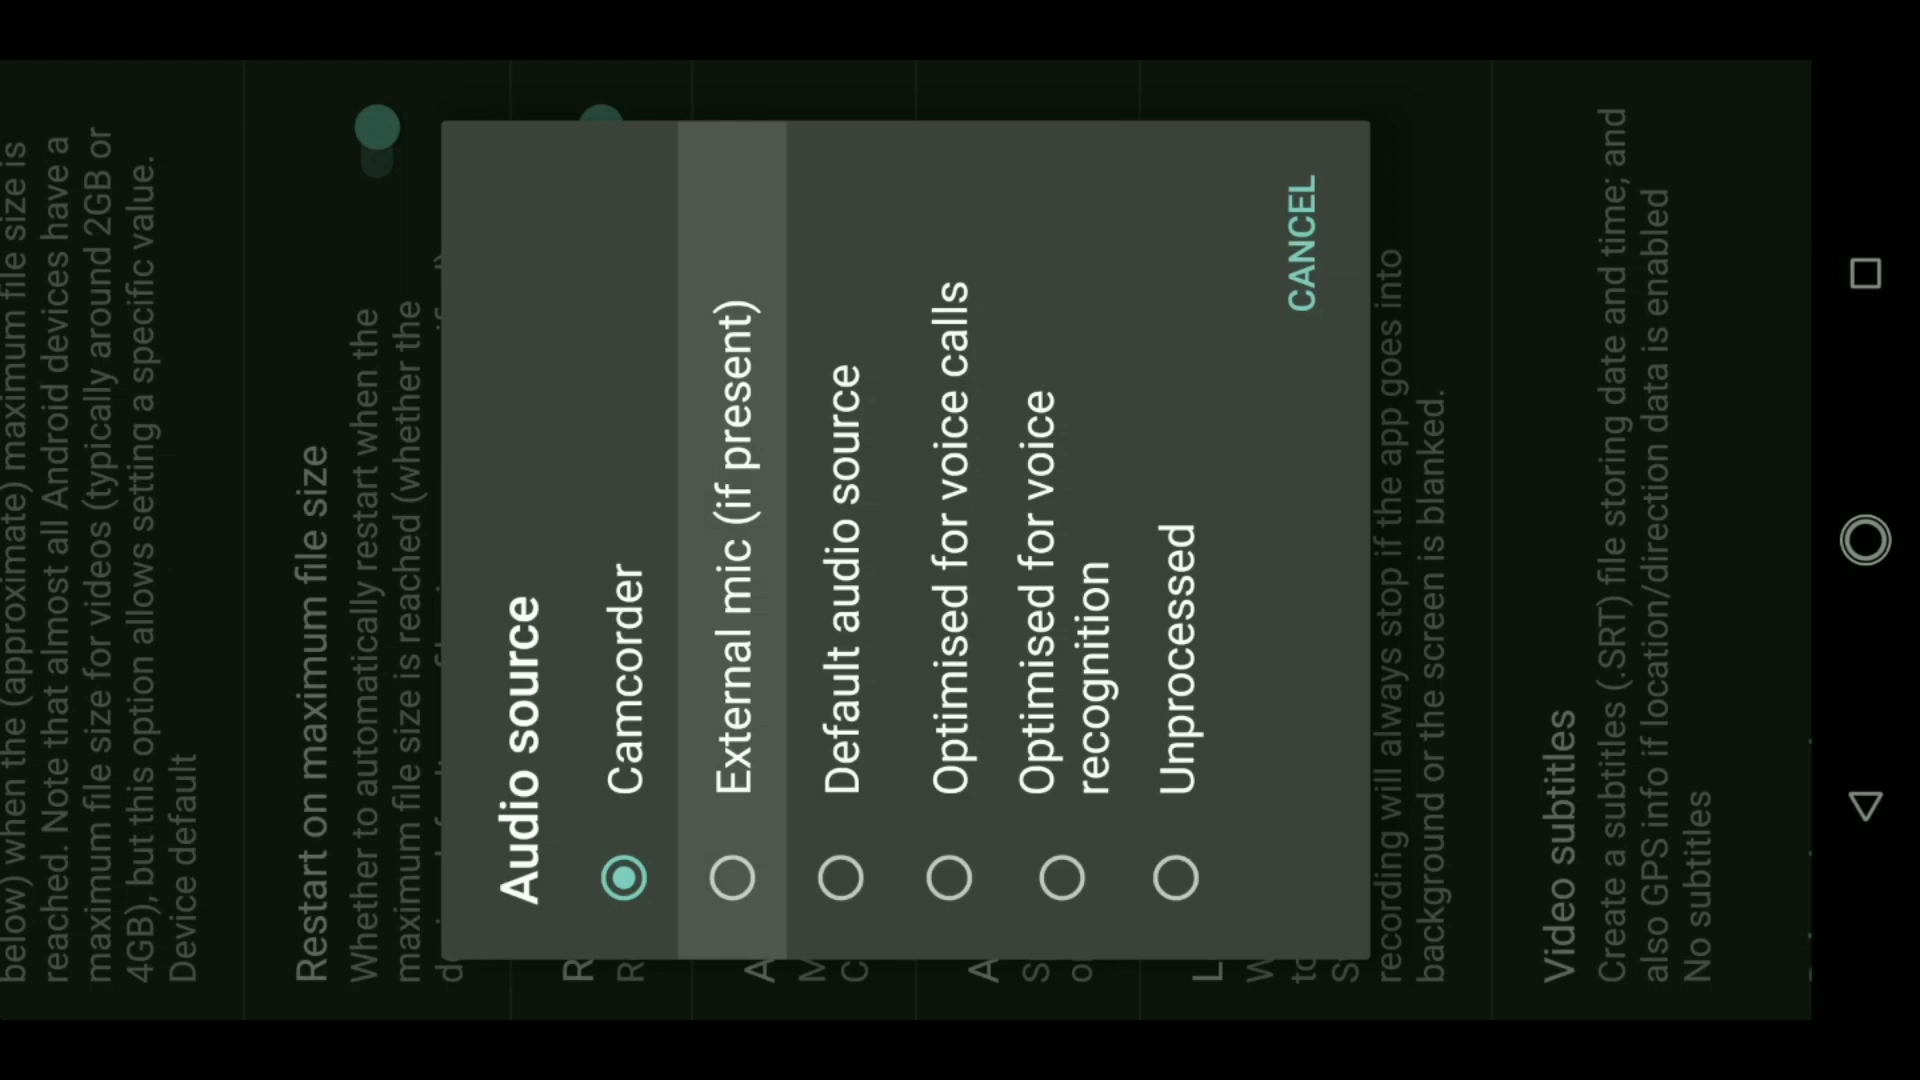 below) when the (approximate) maximum file size is
reached. Note that almost all Android devices have a
maximum file size for videos (typically around 2GB or
4GB), but this option allows setting a specific value.
Device default
Restart on maximum file size
Whether to automatically restart when the
maximum file size is reached (whether the
Audio source
Camcorder
External mic (if present)
Default audio source
Optimised for voice calls
Optimised for voice
recognition
Unprocessed
CANCEL
recording will always stop if the app goes into
background or the screen is blanked.
Video subtitles
Create a subtitles (.SRT) file storing date and time; and
also GPS info if location/direction data is enabled
No subtitles